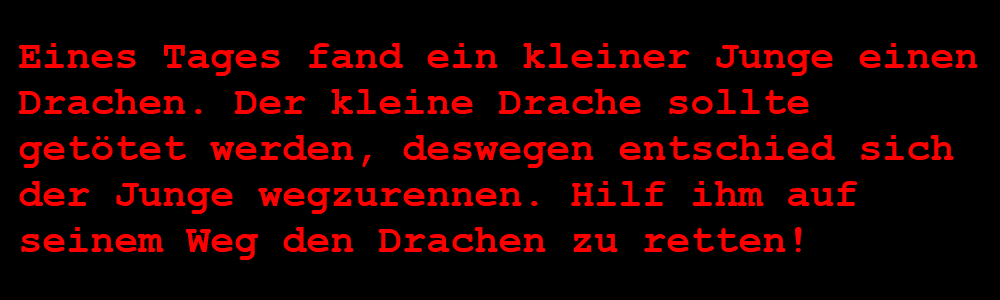 Eines Tages fand ein kleiner Junge einen
Drachen. Der kleine Drache sollte
getötet werden, deswegen entschied sich
der Junge wegzurennen. Hilf ihm auf
seinem Weg den Drachen zu retten!